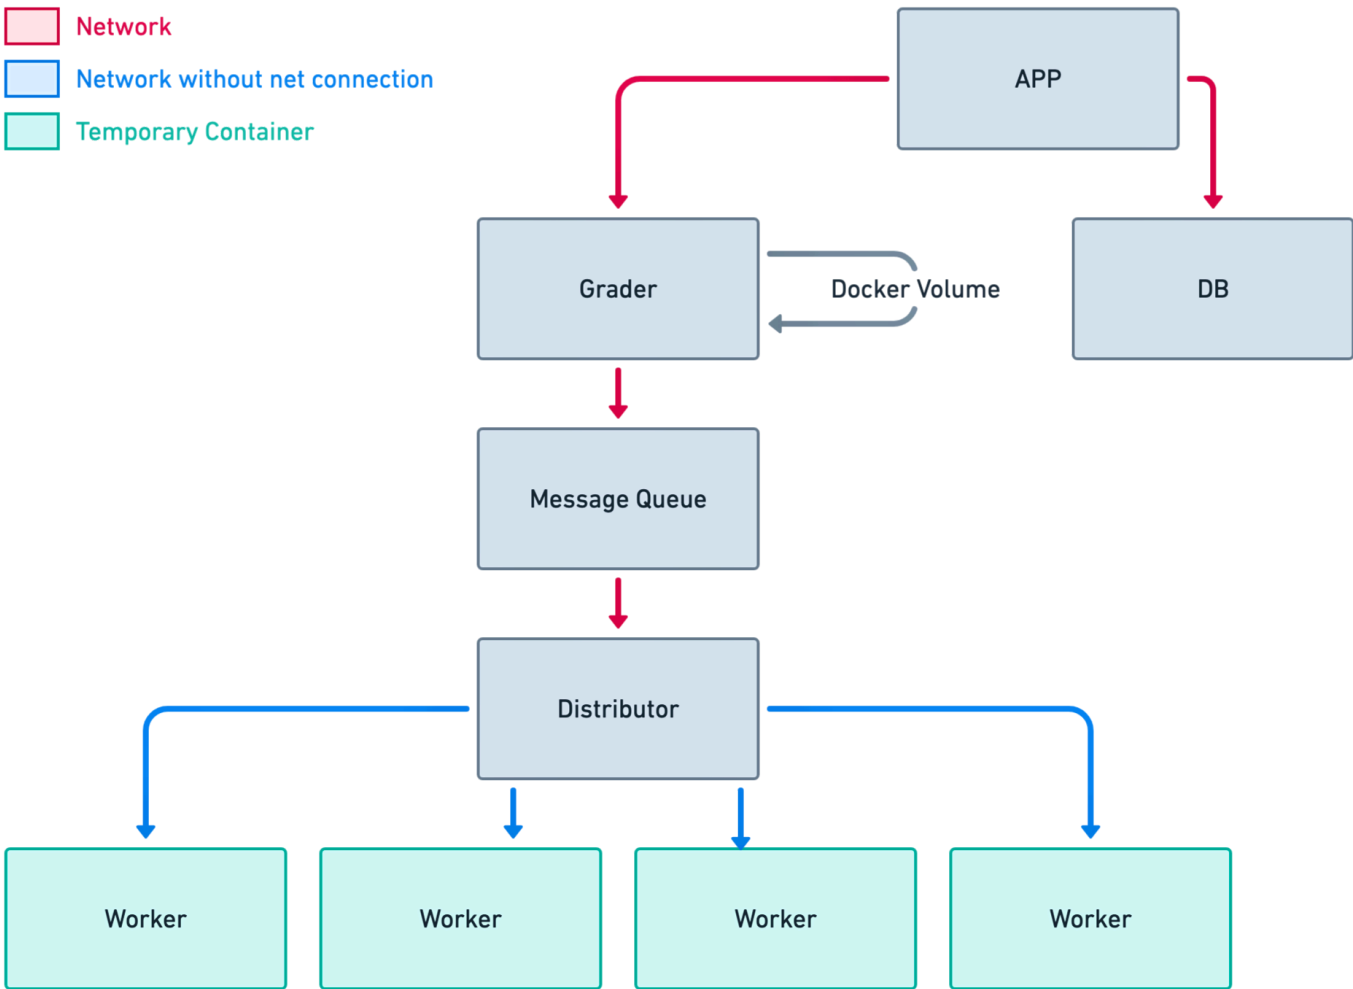 Network
Network without net connection
Temporary Container
APP
Grader
Docker Volume
DB
Message Queue
Distributor
Worker
Worker
Worker
Worker